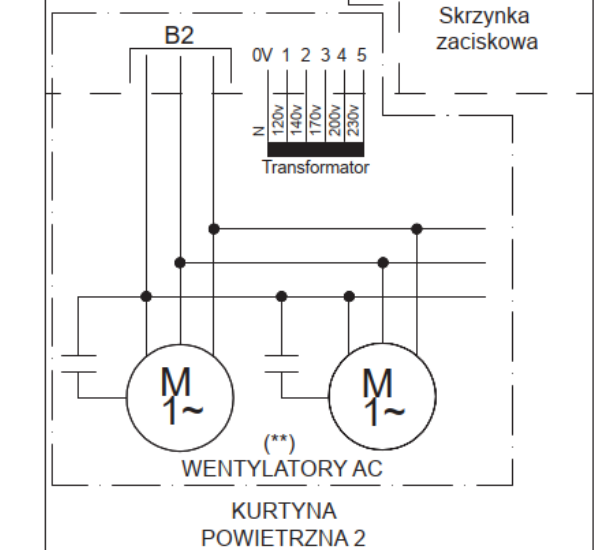 Skrzynka
zaciskowa
B2
0V 1 2 3 4 5
N 120v 140v 170v 200v 230v
Transformator
M
1~
M
1~
(**)
WENTYLATORY AC
KURTYNA
POWIETRZNA 2